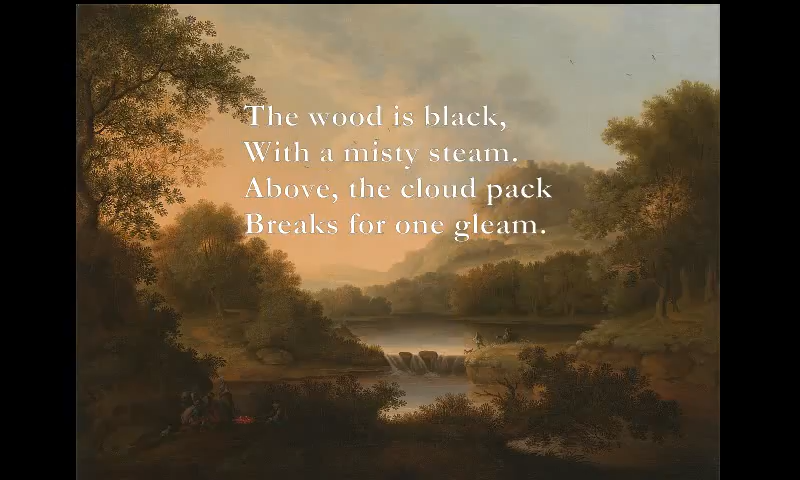 The wood is black,
With a misty steam.
Above, the cloud pack
Breaks for one gleam.